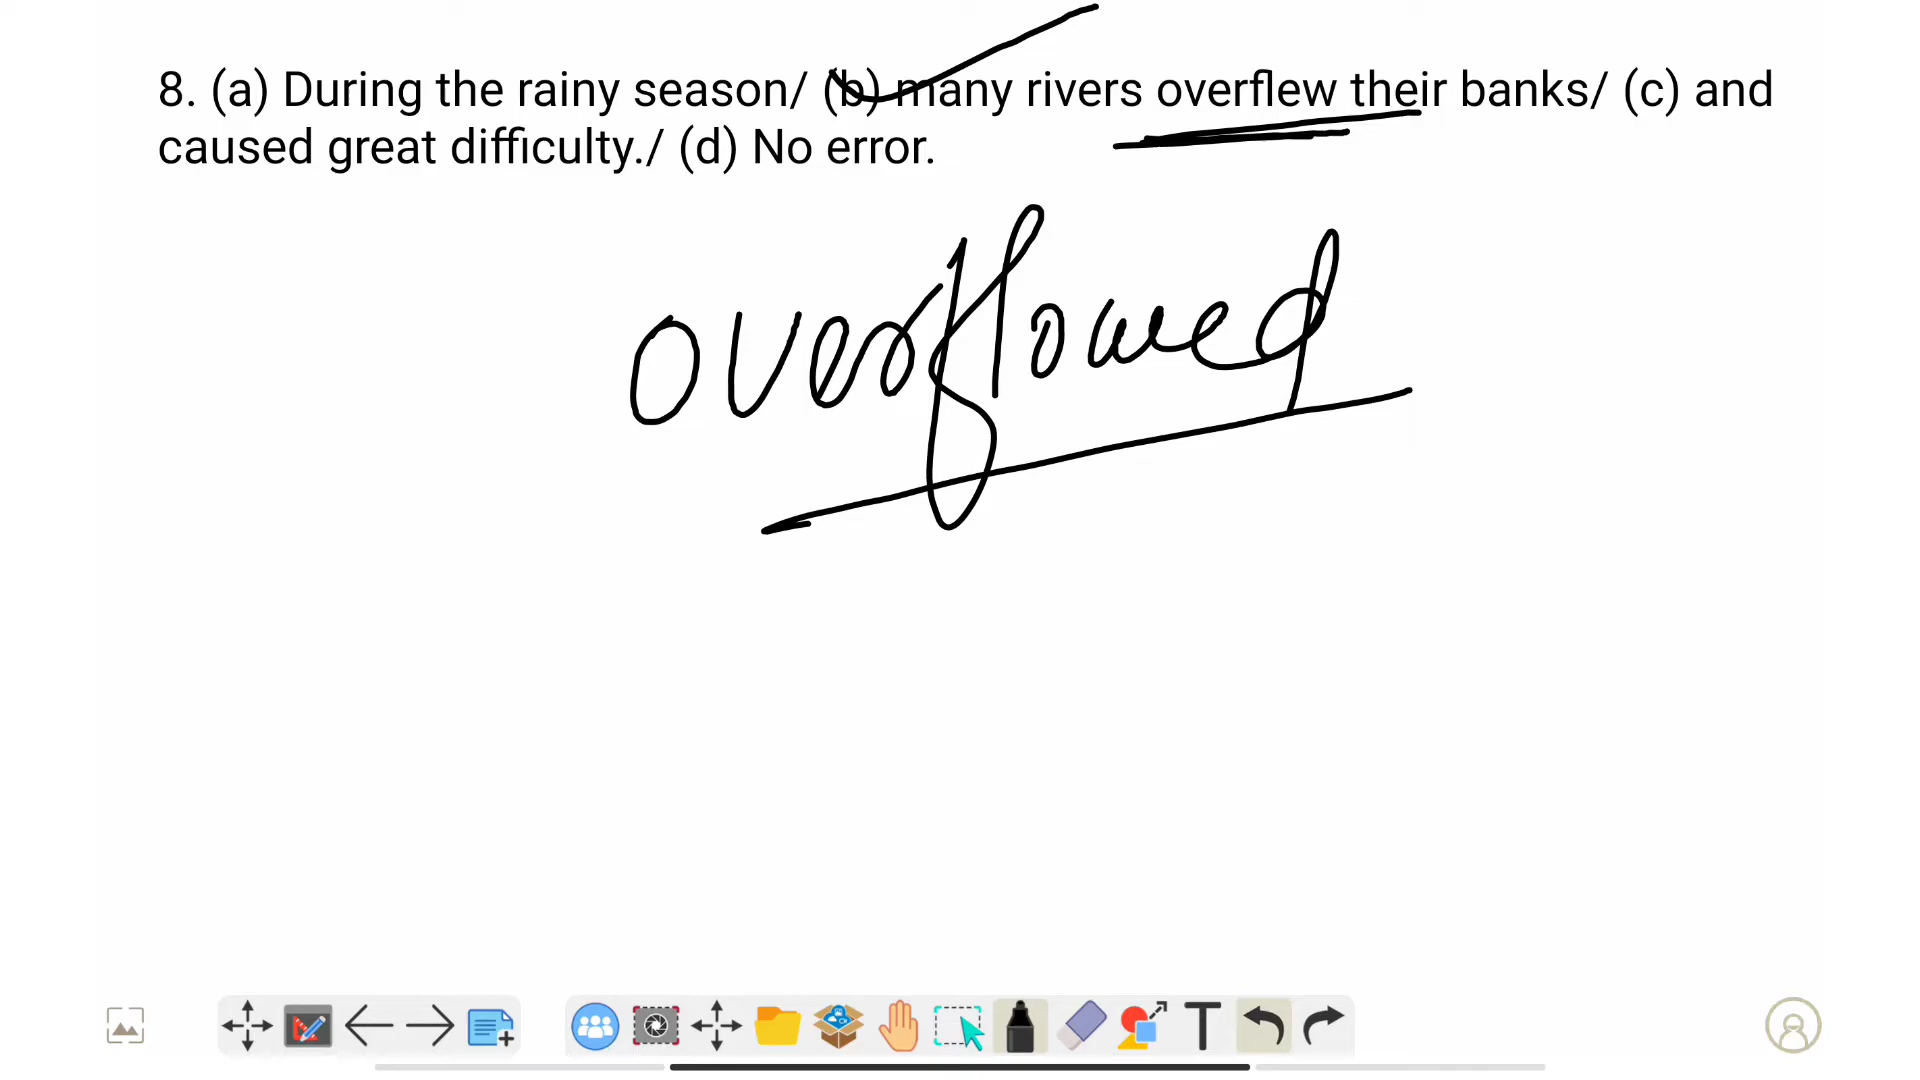 8. (a) During the rainy season/ (b) many rivers overflew their banks/ (c) and
caused great difficulty./ (d) No error.
overflowed